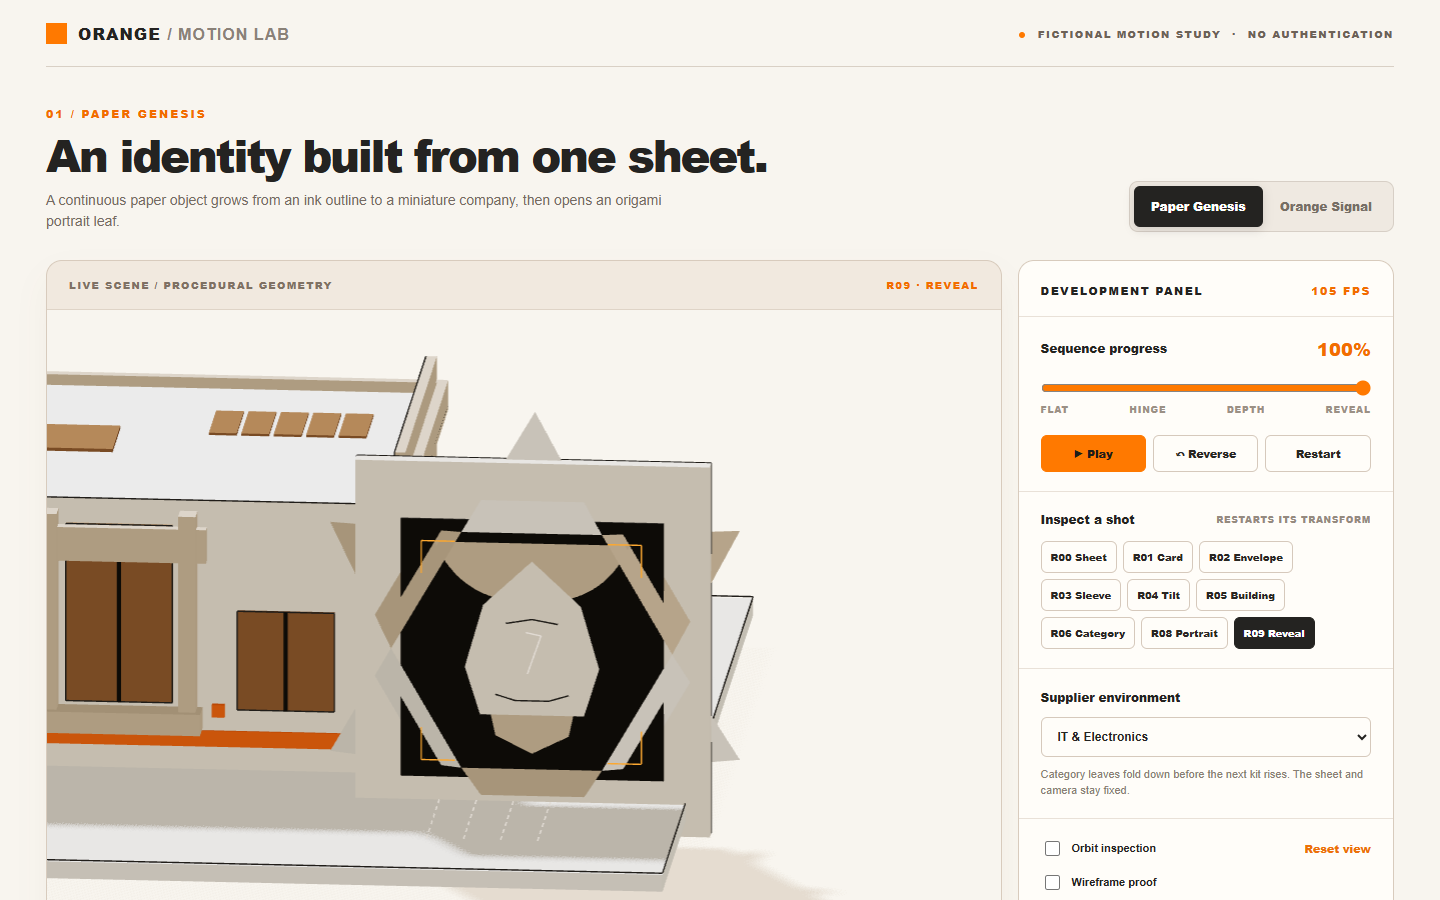 ORANGE / MOTION LAB
FICTIONAL MOTION STUDY · NO AUTHENTICATION
01 / PAPER GENESIS
An identity built from one sheet.
A continuous paper object grows from an ink outline to a miniature company, then opens an origami
portrait leaf.
Paper Genesis
Orange Signal
LIVE SCENE / PROCEDURAL GEOMETRY
R09 · REVEAL
DEVELOPMENT PANEL
105 FPS
Sequence progress
100%
FLAT
HINGE
DEPTH
REVEAL
Play
Reverse
Restart
Inspect a shot
RESTARTS ITS TRANSFORM
R00 Sheet
R01 Card
R02 Envelope
R03 Sleeve
R04 Tilt
R05 Building
R06 Category
R08 Portrait
R09 Reveal
Supplier environment
IT & Electronics
Category leaves fold down before the next kit rises. The sheet and
camera stay fixed.
Orbit inspection
Reset view
Wireframe proof